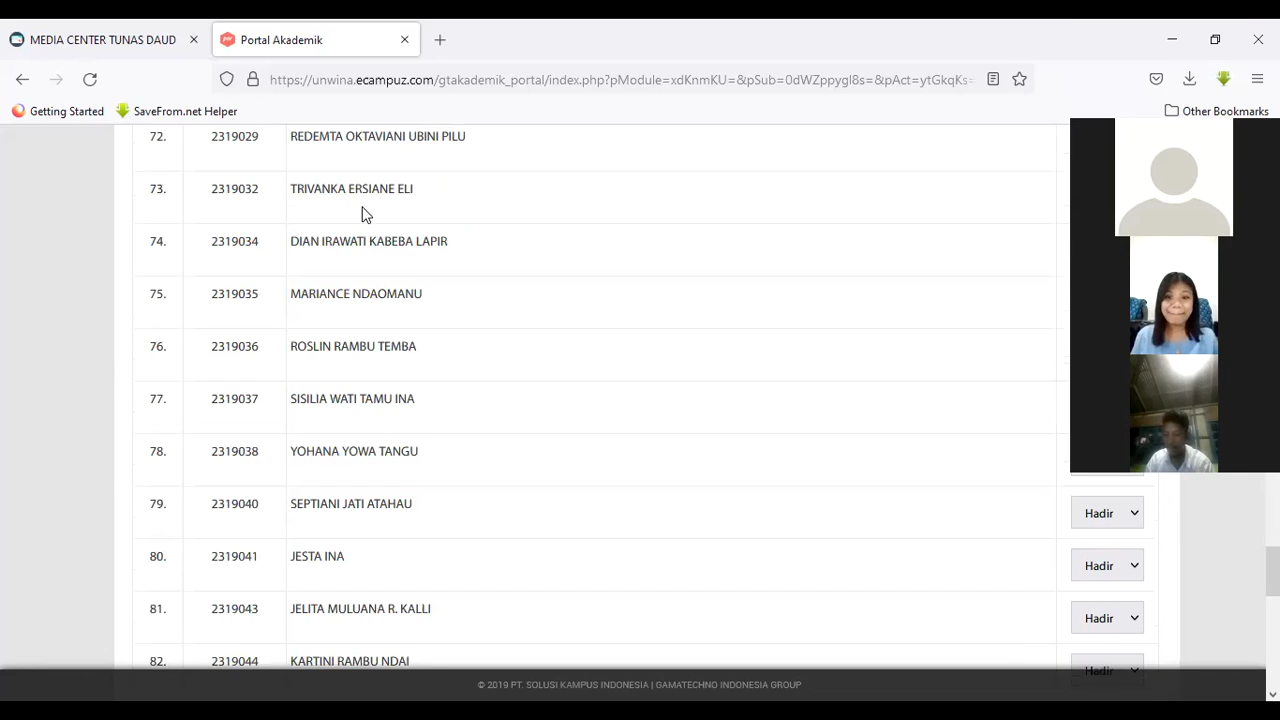 MEDIA CENTER TUNAS DAUD
Portal Akademik
https://unwina.ecampuz.com/gtakademik_portal/index.php?pModule=xdKnmKU=&pSub=0dWZppygl8s=&pAct=ytGkqKs=
Getting Started
SaveFrom.net Helper
Other Bookmarks
72. 2319029 REDEMTA OKTAVIANI UBINI PILU
73. 2319032 TRIVANKA ERSIANE ELI
74. 2319034 DIAN IRAWATI KABEBA LAPIR
75. 2319035 MARIANCE NDAOMANU
76. 2319036 ROSLIN RAMBU TEMBA
77. 2319037 SISILIA WATI TAMU INA
78. 2319038 YOHANA YOWA TANGU
79. 2319040 SEPTIANI JATI ATAHAU Hadir
80. 2319041 JESTA INA Hadir
81. 2319043 JELITA MULUANA R. KALLI Hadir
82. 2319044 KARTINI RAMBU NDAI Hadir
© 2019 PT. SOLUSI KAMPUS INDONESIA | GAMATECHNO INDONESIA GROUP